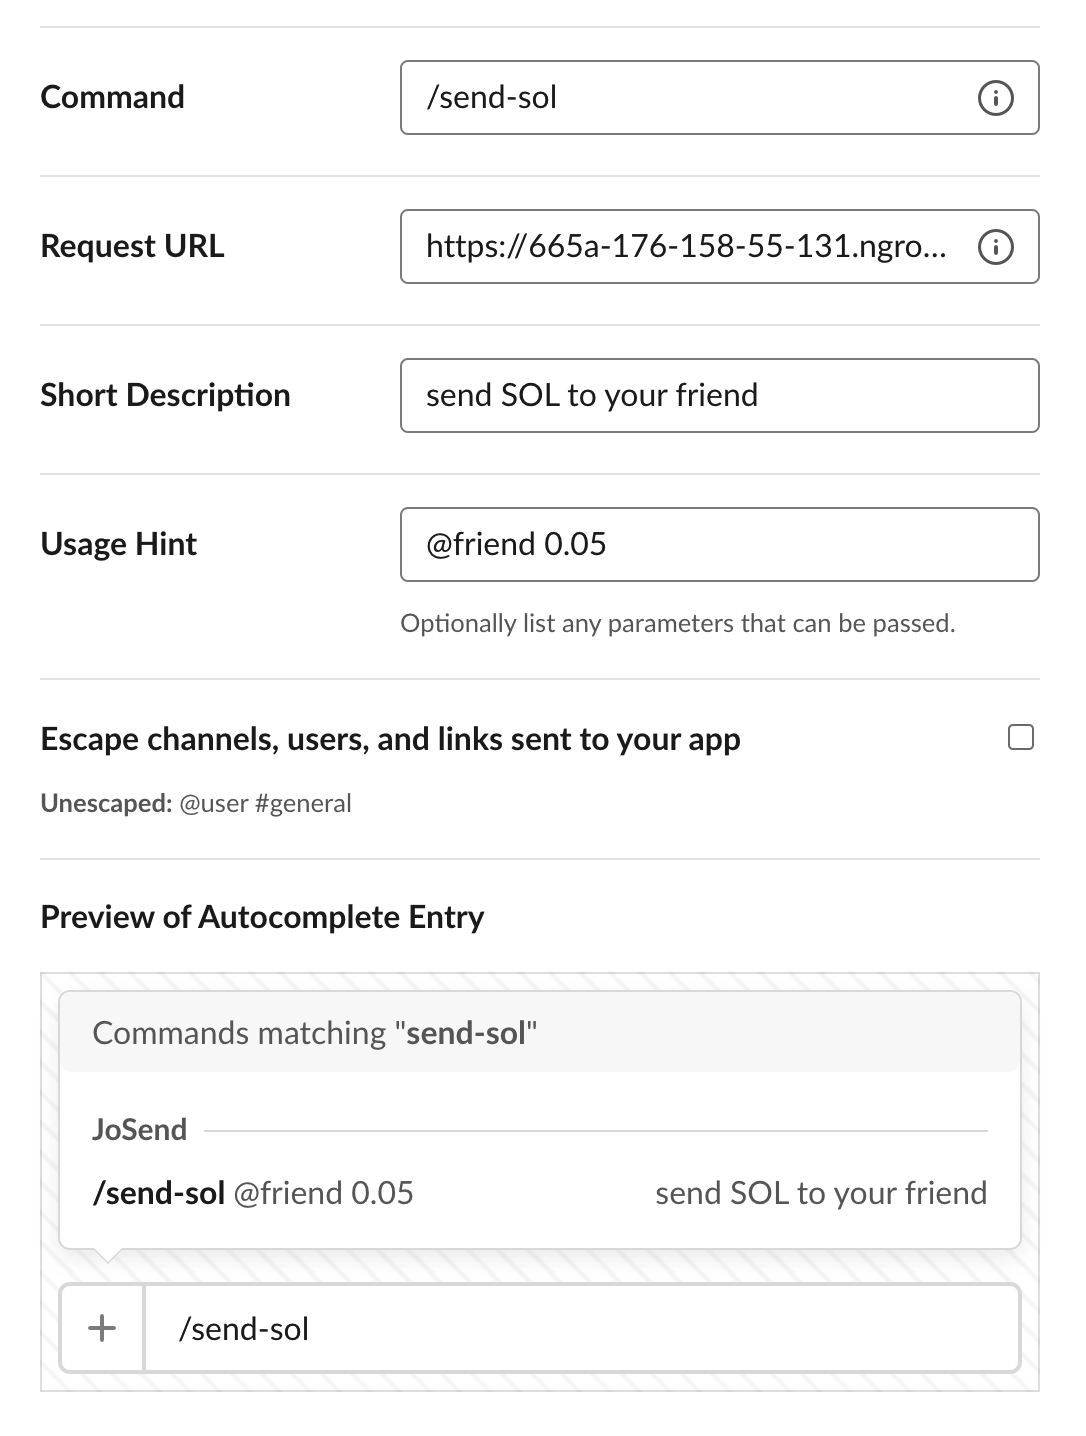 Command
/send-sol
Request URL
https://665a-176-158-55-131.ngro...
Short Description
send SOL to your friend
Usage Hint
@friend 0.05
Optionally list any parameters that can be passed.
Escape channels, users, and links sent to your app
Unescaped: @user #general
Preview of Autocomplete Entry
Commands matching "send-sol"
JoSend
/send-sol @friend 0.05 send SOL to your friend
/send-sol